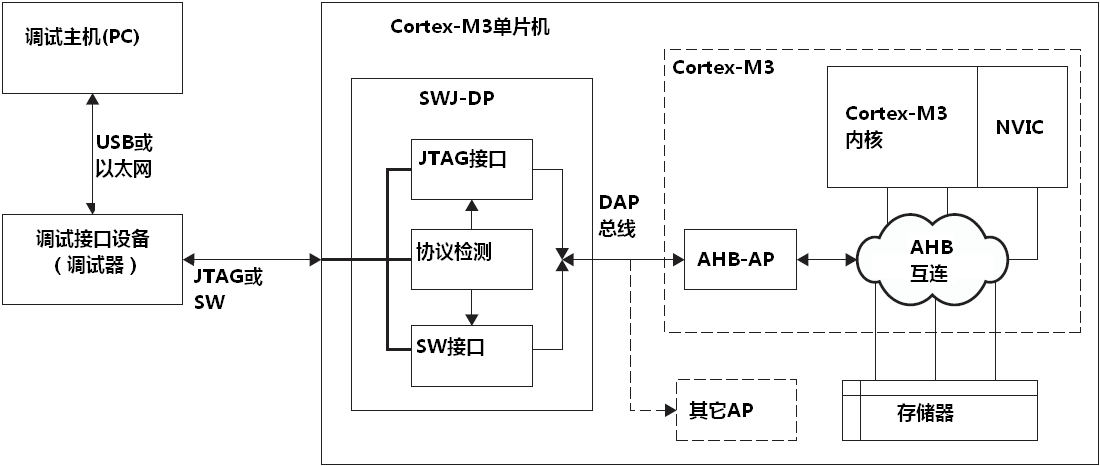 调试主机(PC)
USB或
以太网
调试接口设备
（调试器）
JTAG或
SW
Cortex-M3单片机
SWJ-DP
JTAG接口
协议检测
SW接口
DAP
总线
Cortex-M3
Cortex-M3
内核
NVIC
AHB-AP
AHB
互连
其它AP
存储器